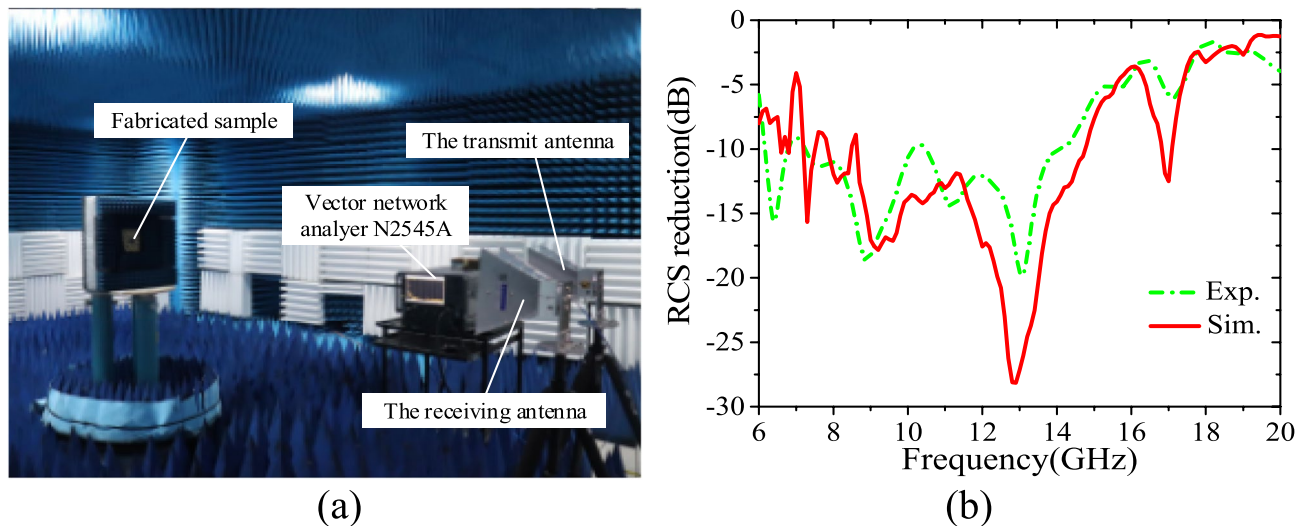 Fabricated sample
The transmit antenna
Vector network
analyer N2545A
The receiving antenna
(a)
0
-5
-10
-15
-20
-25
-30
RCS reduction(dB)
Exp.
Sim.
6 8 10 12 14 16 18 20
Frequency(GHz)
(b)